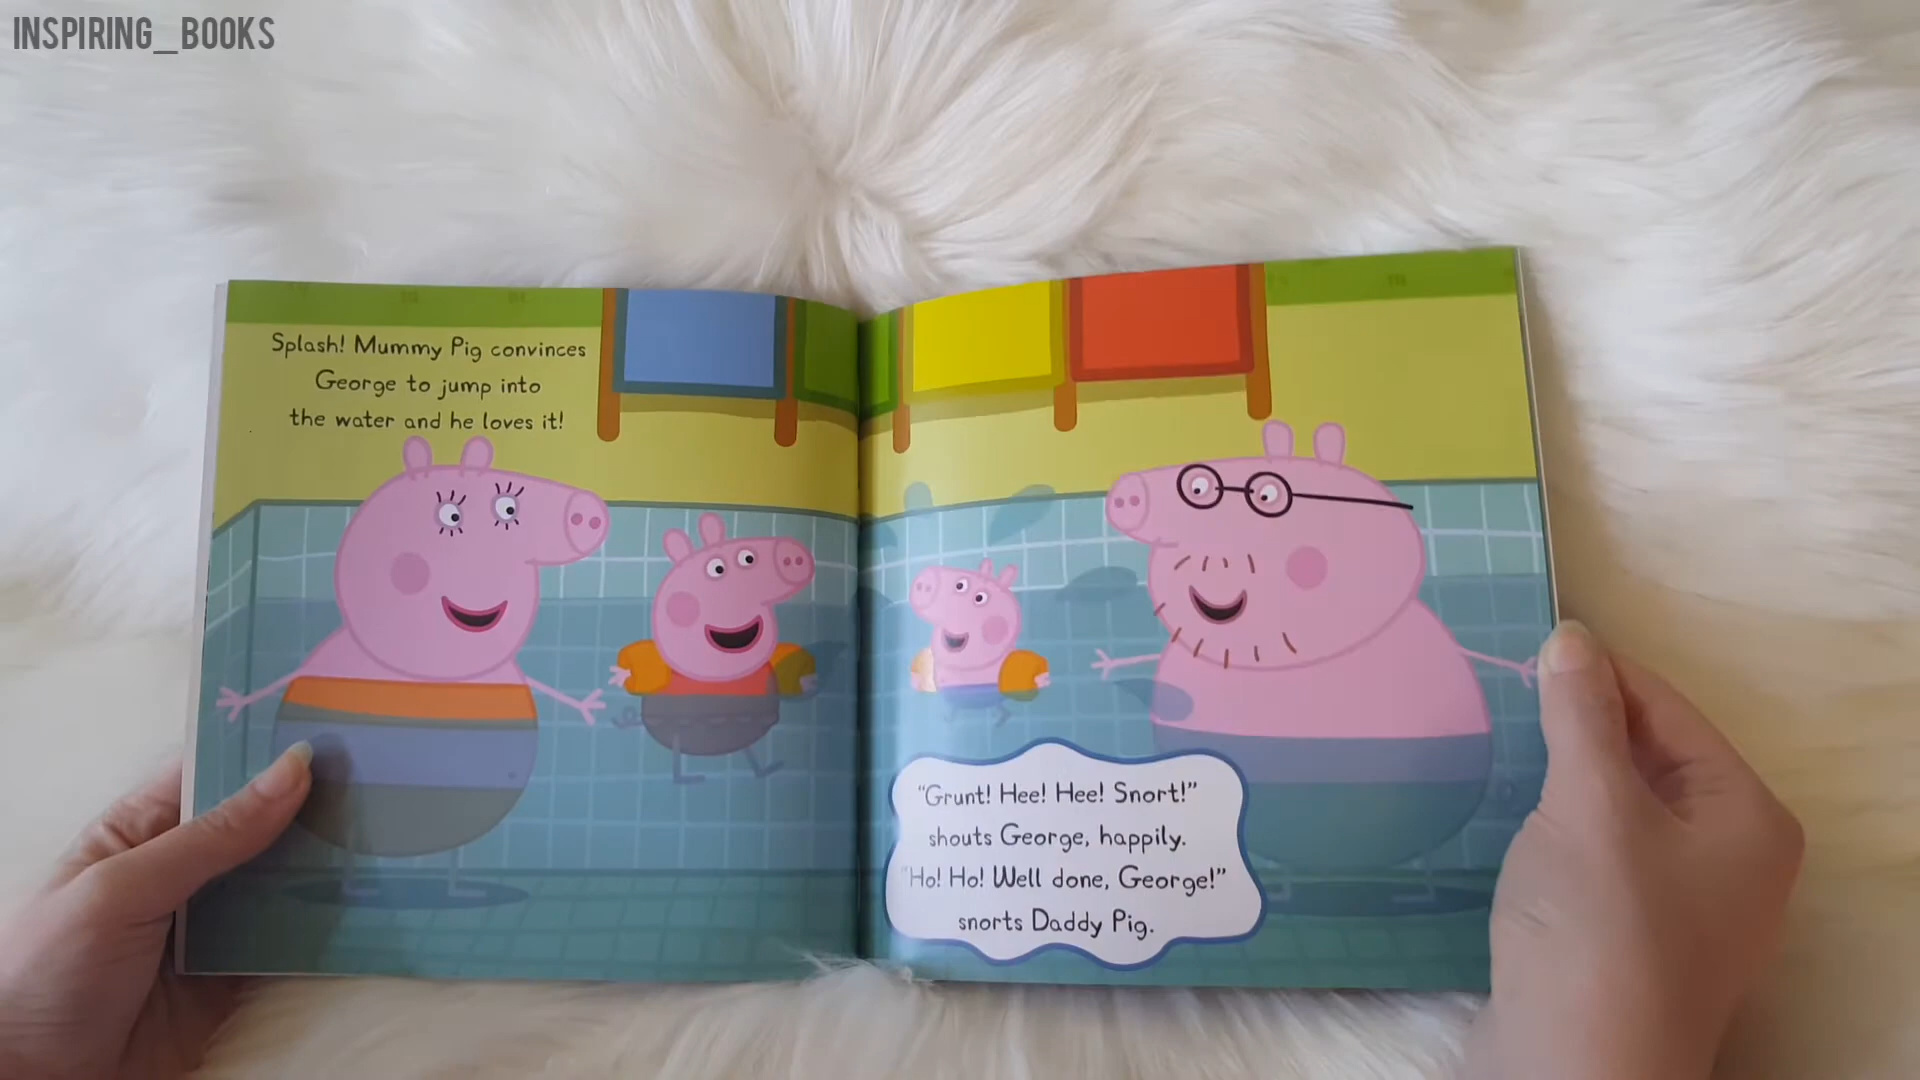 INSPIRING_BOOKS
Splash! Mummy Pig convinces
George to jump into
the water and he loves it!
"Grunt! Hee! Hee! Snort!"
shouts George, happily.
"Ho! Ho! Well done, George!"
snorts Daddy Pig.